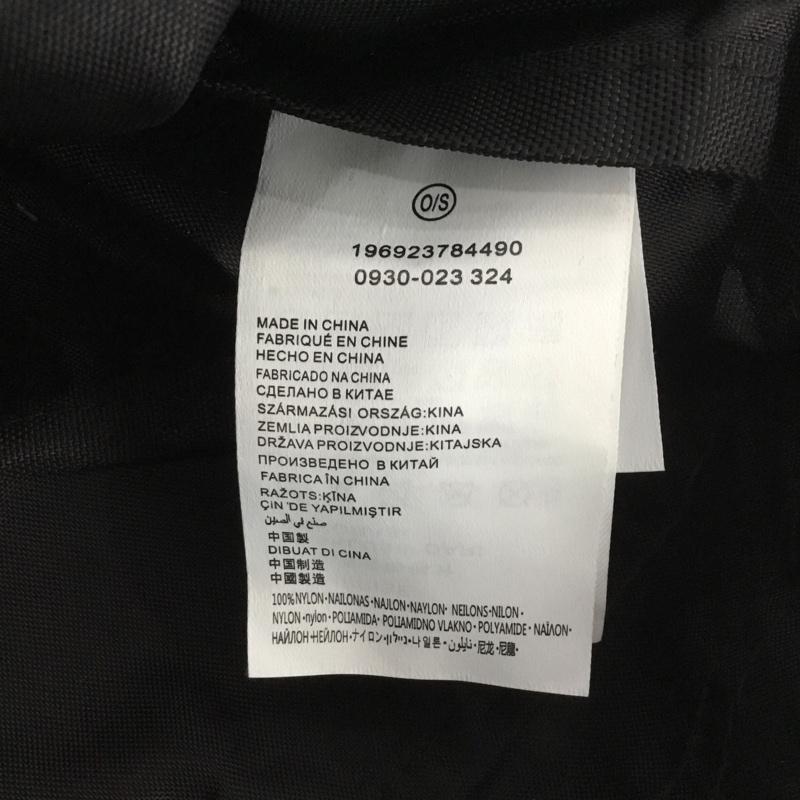 O/S
196923784490
0930-023 324
MADE IN CHINA
FABRIQUÉ EN CHINE
HECHO EN CHINA
FABRICADO NA CHINA
СДЕЛАНО В КИТАЕ
SZÁRMAZÁSI ORSZÁG:KINA
ZEMLIA PROIZVODNJE:KINA
DRŽAVA PROIZVODNJE:KITAJSKA
ПРОИЗВЕДЕНО В КИТАЙ
FABRICA ÎN CHINA
RAŽOTS:ĶĪNA
ÇİN 'DE YAPILMIŞTIR
صنع في الصين
中国製
DIBUAT DI CINA
中国制造
中國製造
100%NYLON·NAILONAS·NAJLON·NAYLON· NEILONS·NILON·
NYLON·nylon·POLIAMIDA· POLIAMIDNO VLAKNO· POLYAMIDE· NAÏAON·
НАЙЛОН·НЕЙЛОН·ナイロン·ניילון·나일론·نايلون·尼龙·尼龍·